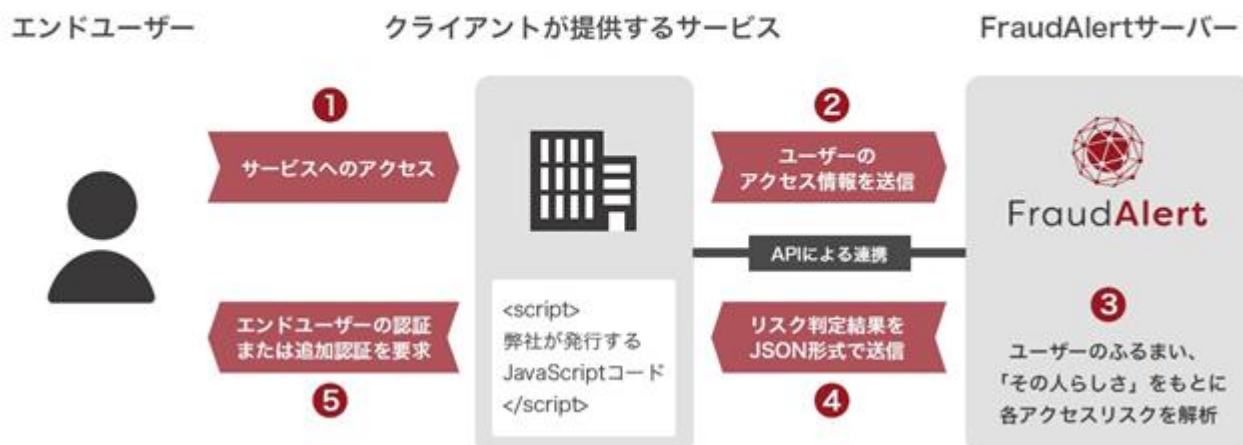 エンドユーザー
クライアントが提供するサービス
FraudAlertサーバー
1
サービスへのアクセス
2
ユーザーの
アクセス情報を送信
FraudAlert
APIによる連携
<script>
弊社が発行する
JavaScriptコード
</script>
3
ユーザーのふるまい、
「その人らしさ」をもとに
各アクセスリスクを解析
リスク判定結果を
JSON形式で送信
4
エンドユーザーの認証
または追加認証を要求
5